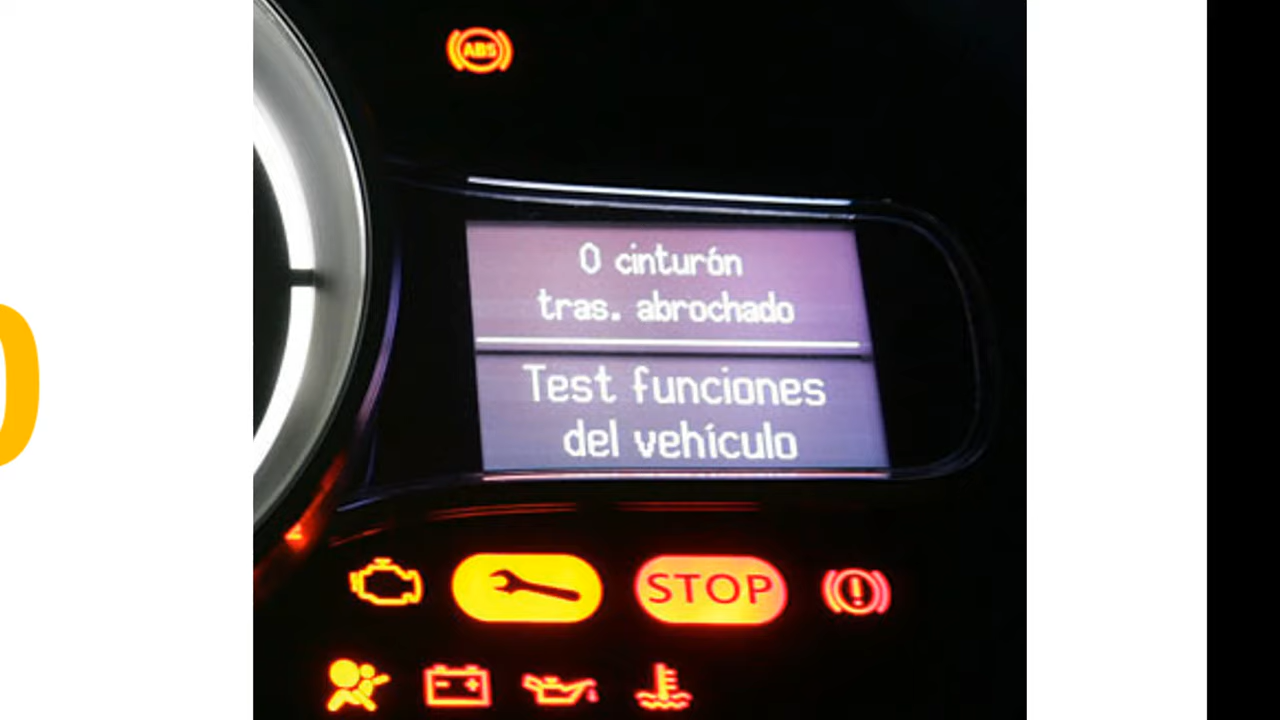 ABS
0 cinturón
tras. abrochado
Test funciones
del vehículo
STOP